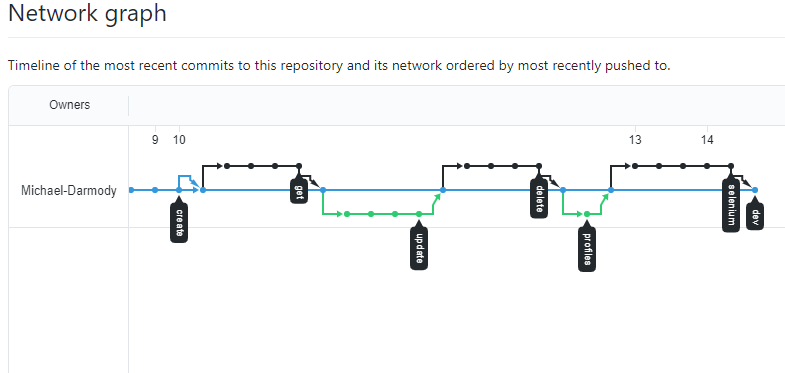 Network graph
Timeline of the most recent commits to this repository and its network ordered by most recently pushed to.
Owners
9 10 13 14
Michael-Darmody
create
get
update
delete
profiles
selenium
dev